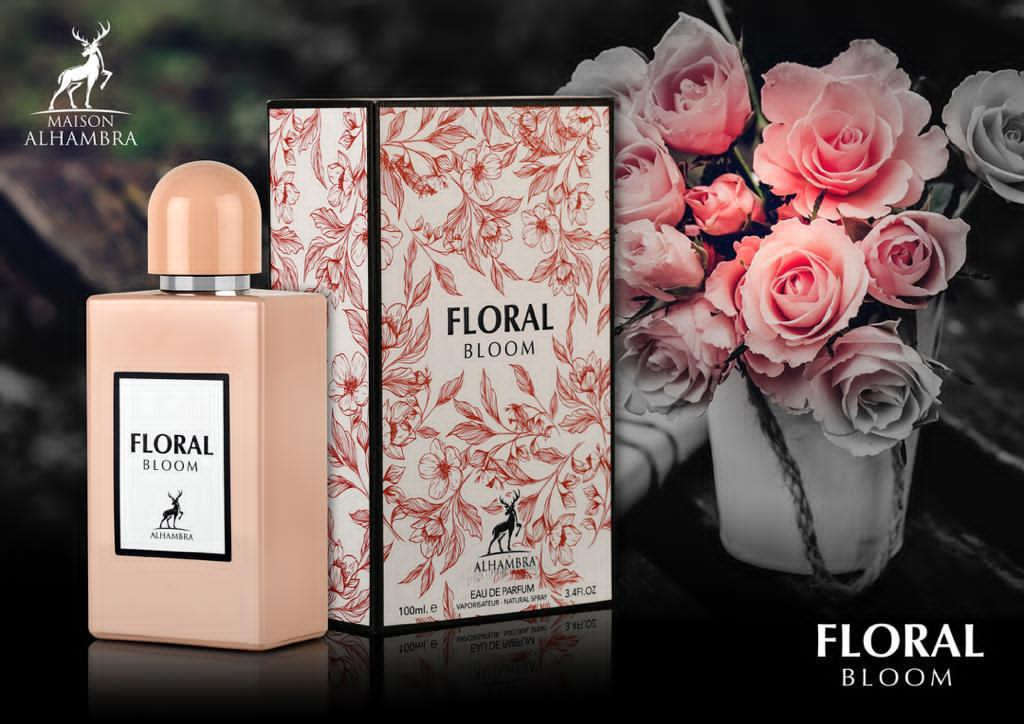 MAISON
ALHAMBRA
FLORAL
BLOOM
ALHAMBRA
FLORAL
BLOOM
ALHAMBRA
EAU DE PARFUM
100ml. e
VAPORISATEUR - NATURAL SPRAY
3.4Fl.OZ
FLORAL
BLOOM